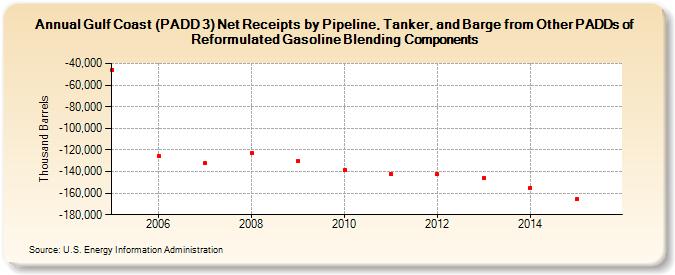 Annual Gulf Coast (PADD 3) Net Receipts by Pipeline, Tanker, and Barge from Other PADDs of
Reformulated Gasoline Blending Components
Thousand Barrels
-40,000
-60,000
-80,000
-100,000
-120,000
-140,000
-160,000
-180,000
2006 2008 2010 2012 2014
Source: U.S. Energy Information Administration